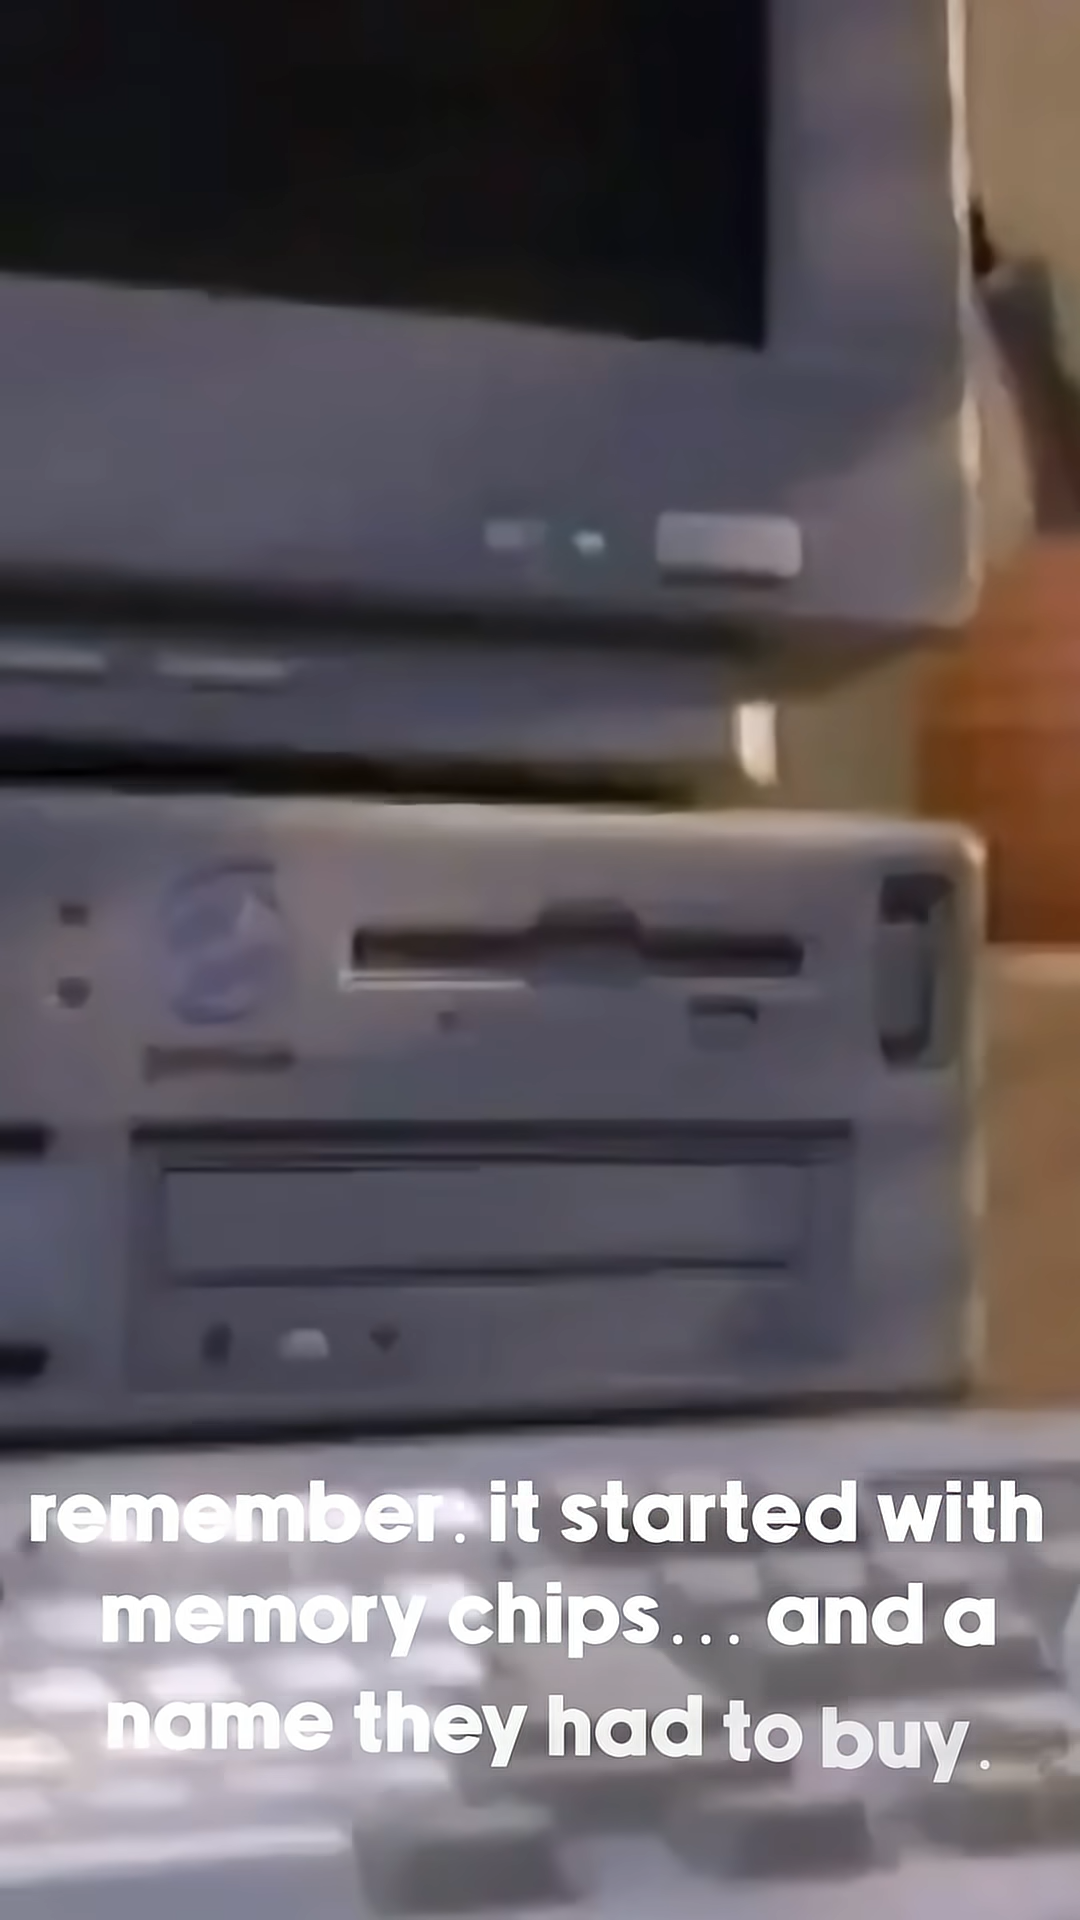 remember. it started with
memory chips... and a
name they had to buy.